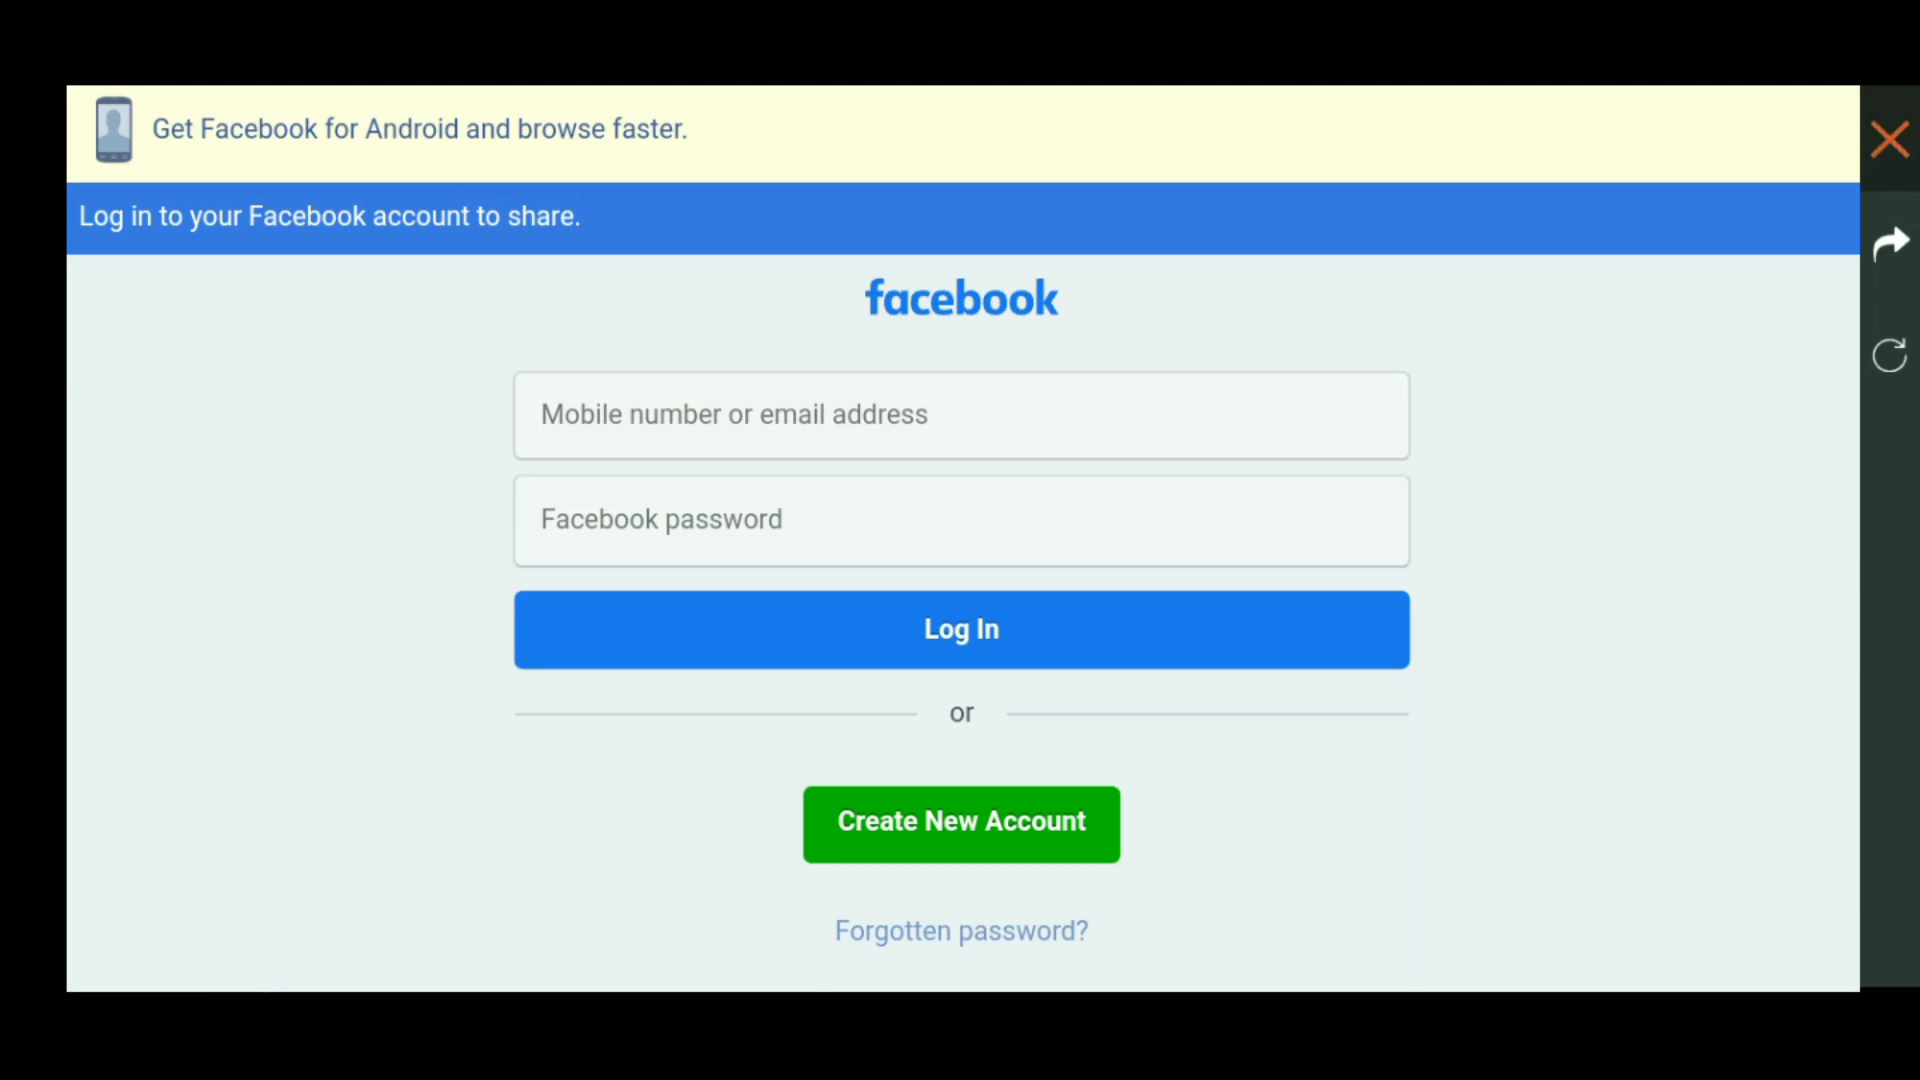 Get Facebook for Android and browse faster.
Log in to your Facebook account to share.
facebook
Mobile number or email address
Facebook password
Log In
or
Create New Account
Forgotten password?